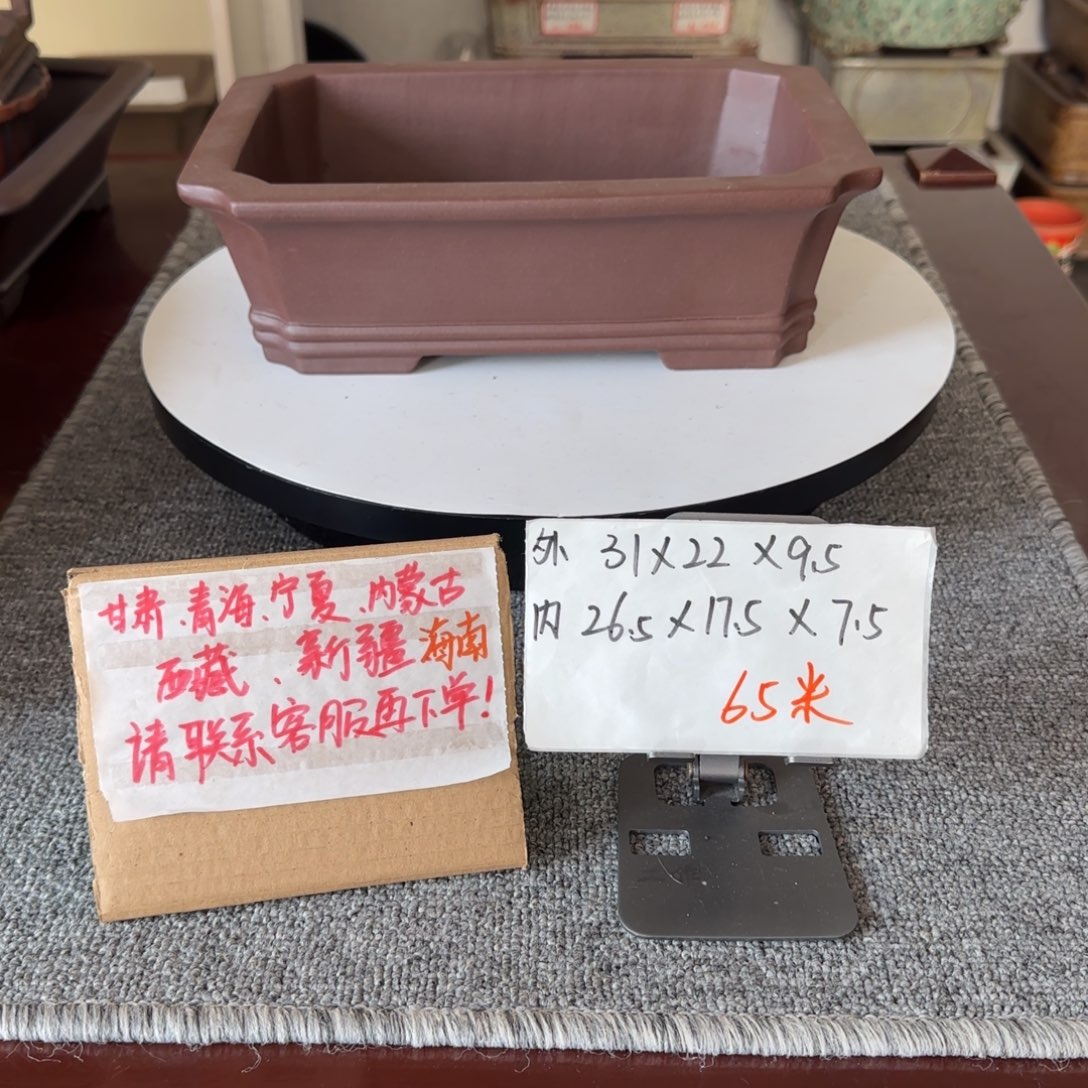 甘肃、青海、宁夏、内蒙古
西藏、新疆 海南
请联系客服再下单!
外 31×22×9.5
内 26.5×17.5×7.5
65米